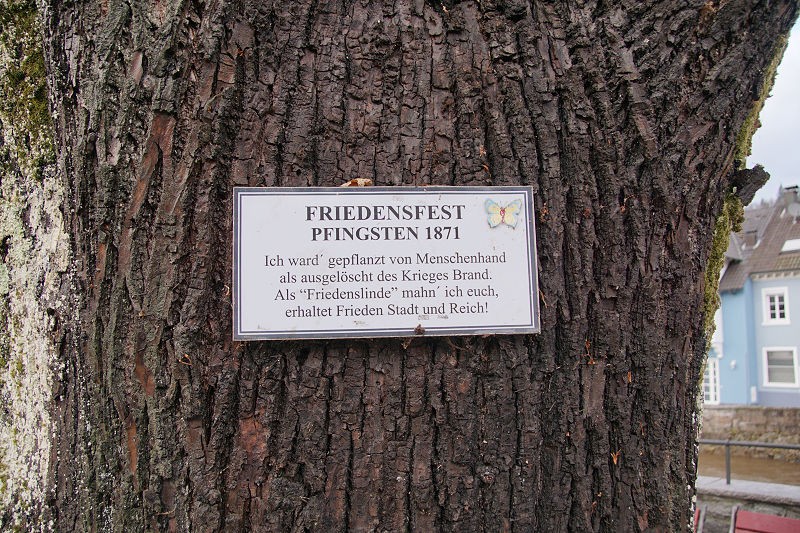 FRIEDENSFEST
PFINGSTEN 1871
Ich ward´ gepflanzt von Menschenhand
als ausgelöscht des Krieges Brand.
Als “Friedenslinde” mahn´ ich euch,
erhaltet Frieden Stadt und Reich!